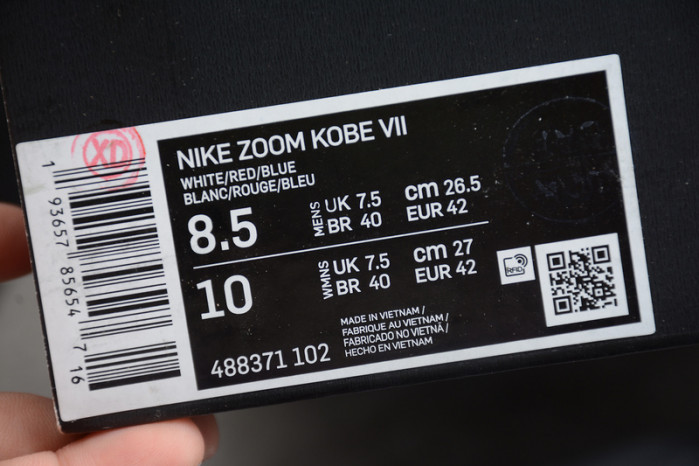 XD
NIKE ZOOM KOBE VII
WHITE/RED/BLUE
BLANC/ROUGE/BLEU
8.5
MENS
UK 7.5
BR 40
cm 26.5
EUR 42
10
WMNS
UK 7.5
BR 40
cm 27
EUR 42
RFID
488371 102
MADE IN VIETNAM /
FABRIQUE AU VIETNAM /
FABRICADO NO VIETNÃ /
HECHO EN VIETNAM
1 93657 85654 7 16